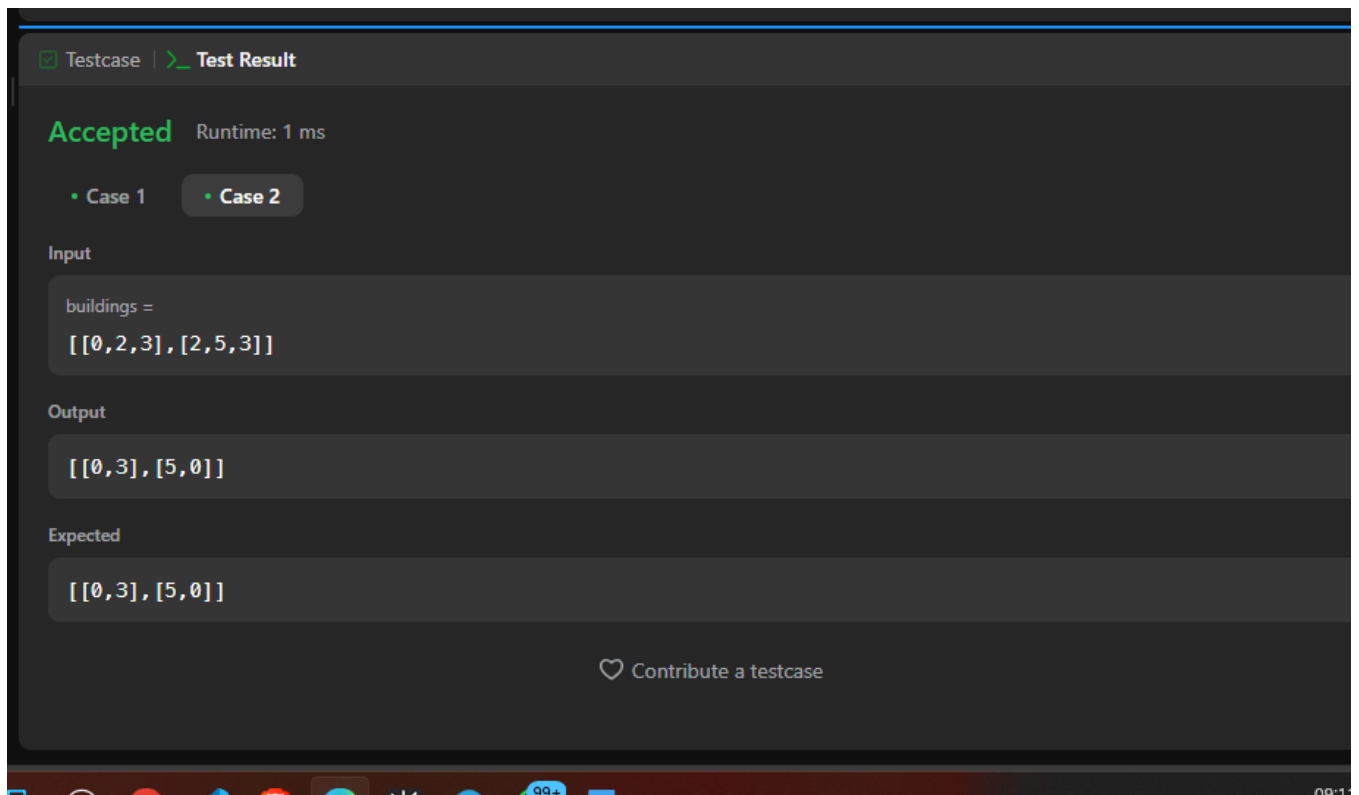 Testcase | >_ Test Result
Accepted Runtime: 1 ms
• Case 1 • Case 2
Input
buildings =
[[0,2,3],[2,5,3]]
Output
[[0,3],[5,0]]
Expected
[[0,3],[5,0]]
Contribute a testcase
99+